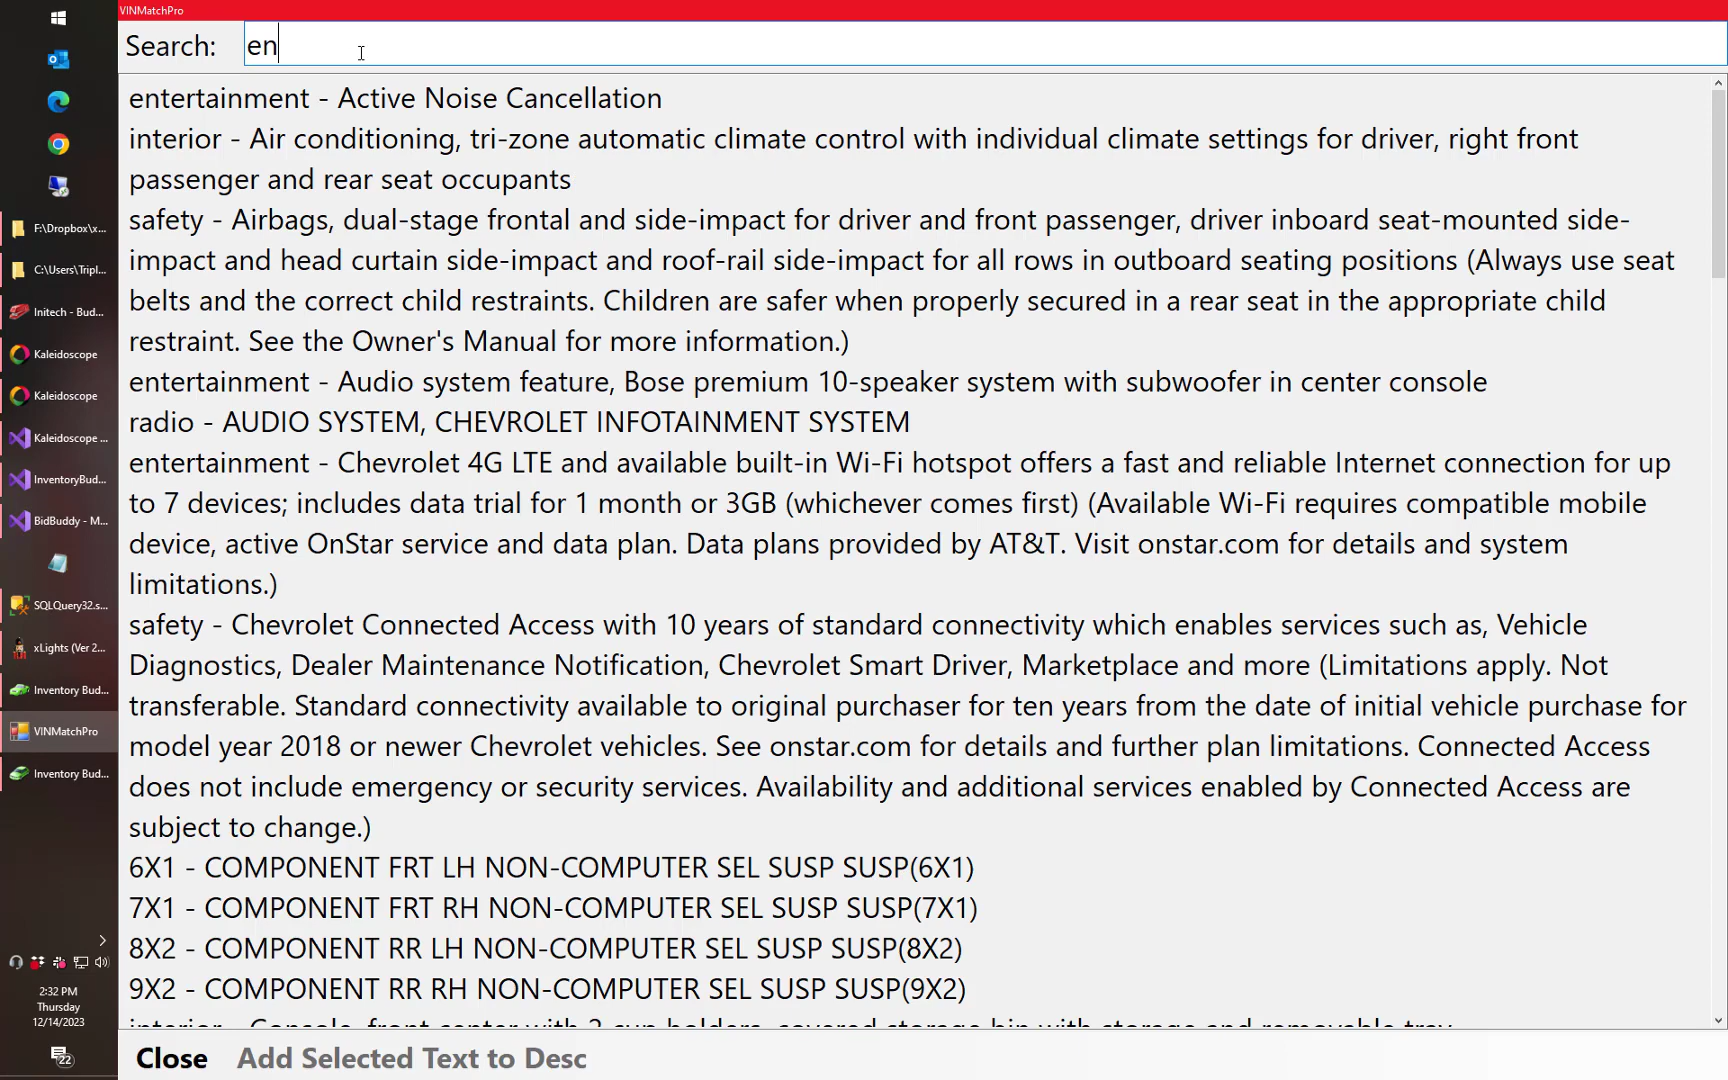 VINMatchPro
Search: en
entertainment - Active Noise Cancellation
interior - Air conditioning, tri-zone automatic climate control with individual climate settings for driver, right front
passenger and rear seat occupants
safety - Airbags, dual-stage frontal and side-impact for driver and front passenger, driver inboard seat-mounted side-
impact and head curtain side-impact and roof-rail side-impact for all rows in outboard seating positions (Always use seat
belts and the correct child restraints. Children are safer when properly secured in a rear seat in the appropriate child
restraint. See the Owner's Manual for more information.)
entertainment - Audio system feature, Bose premium 10-speaker system with subwoofer in center console
radio - AUDIO SYSTEM, CHEVROLET INFOTAINMENT SYSTEM
entertainment - Chevrolet 4G LTE and available built-in Wi-Fi hotspot offers a fast and reliable Internet connection for up
to 7 devices; includes data trial for 1 month or 3GB (whichever comes first) (Available Wi-Fi requires compatible mobile
device, active OnStar service and data plan. Data plans provided by AT&T. Visit onstar.com for details and system
limitations.)
safety - Chevrolet Connected Access with 10 years of standard connectivity which enables services such as, Vehicle
Diagnostics, Dealer Maintenance Notification, Chevrolet Smart Driver, Marketplace and more (Limitations apply. Not
transferable. Standard connectivity available to original purchaser for ten years from the date of initial vehicle purchase for
model year 2018 or newer Chevrolet vehicles. See onstar.com for details and further plan limitations. Connected Access
does not include emergency or security services. Availability and additional services enabled by Connected Access are
subject to change.)
6X1 - COMPONENT FRT LH NON-COMPUTER SEL SUSP SUSP(6X1)
7X1 - COMPONENT FRT RH NON-COMPUTER SEL SUSP SUSP(7X1)
8X2 - COMPONENT RR LH NON-COMPUTER SEL SUSP SUSP(8X2)
9X2 - COMPONENT RR RH NON-COMPUTER SEL SUSP SUSP(9X2)
interior - Console, front center with 2 cup holders, covered storage bin with storage and removable tray
Close Add Selected Text to Desc
F:\Dropbox\x...
C:\Users\Tripl...
Initech - Bud...
Kaleidoscope
Kaleidoscope
Kaleidoscope ...
InventoryBud...
BidBuddy - M...
SQLQuery32.s...
xLights (Ver 2...
Inventory Bud...
VINMatchPro
Inventory Bud...
2:32 PM
Thursday
12/14/2023
22